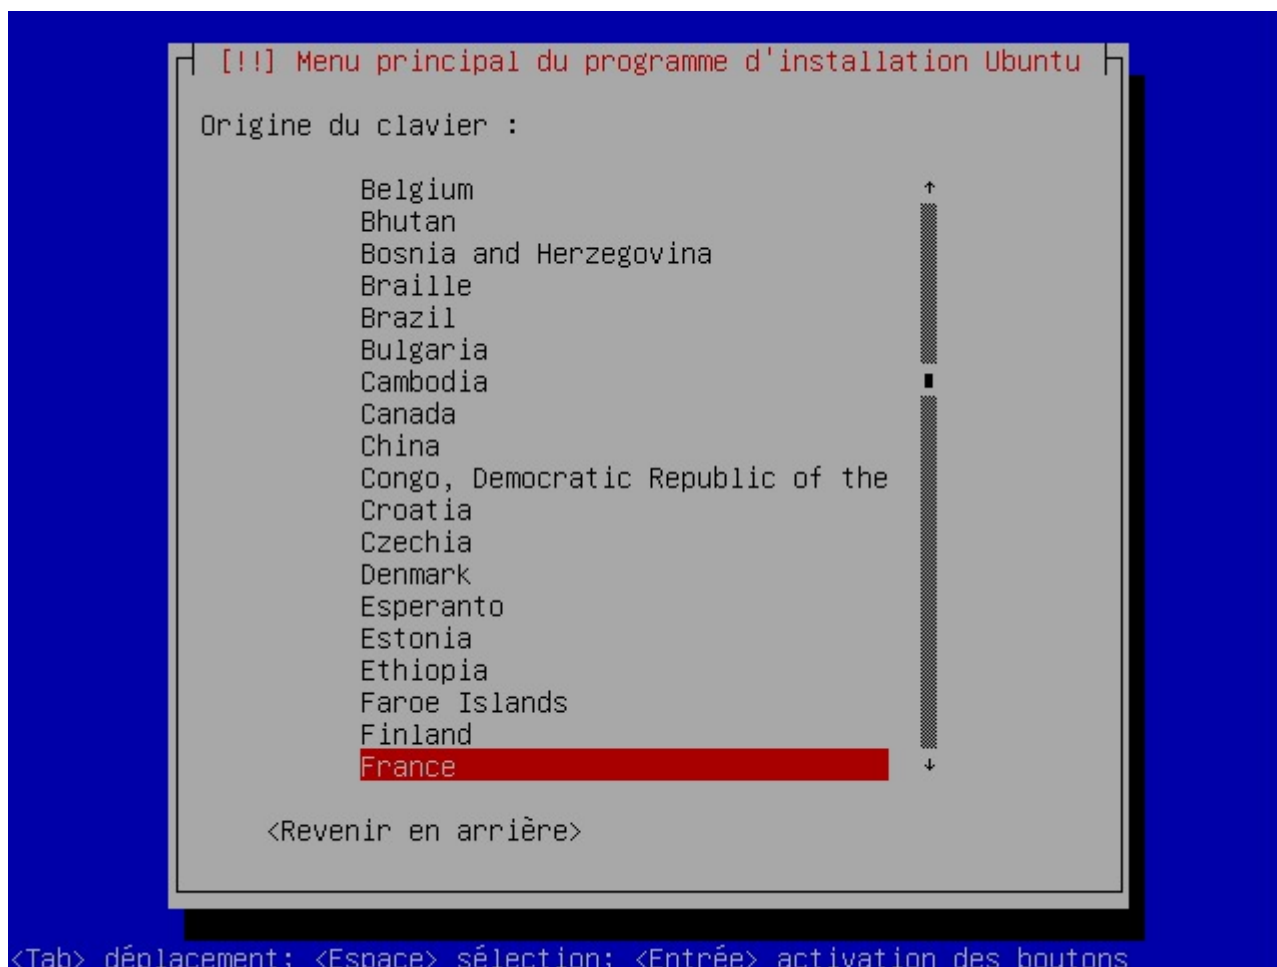 [!!] Menu principal du programme d'installation Ubuntu
Origine du clavier :
Belgium
Bhutan
Bosnia and Herzegovina
Braille
Brazil
Bulgaria
Cambodia
Canada
China
Congo, Democratic Republic of the
Croatia
Czechia
Denmark
Esperanto
Estonia
Ethiopia
Faroe Islands
Finland
France
<Revenir en arrière>
<Tab> déplacement; <Espace> sélection; <Entrée> activation des boutons